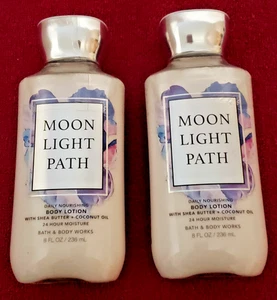 MOON
LIGHT
PATH
DAILY NOURISHING
BODY LOTION
WITH SHEA BUTTER + COCONUT OIL
24 HOUR MOISTURE
BATH & BODY WORKS
8 FL OZ / 236 mL
MOON
LIGHT
PATH
DAILY NOURISHING
BODY LOTION
WITH SHEA BUTTER + COCONUT OIL
24 HOUR MOISTURE
BATH & BODY WORKS
8 FL OZ / 236 mL